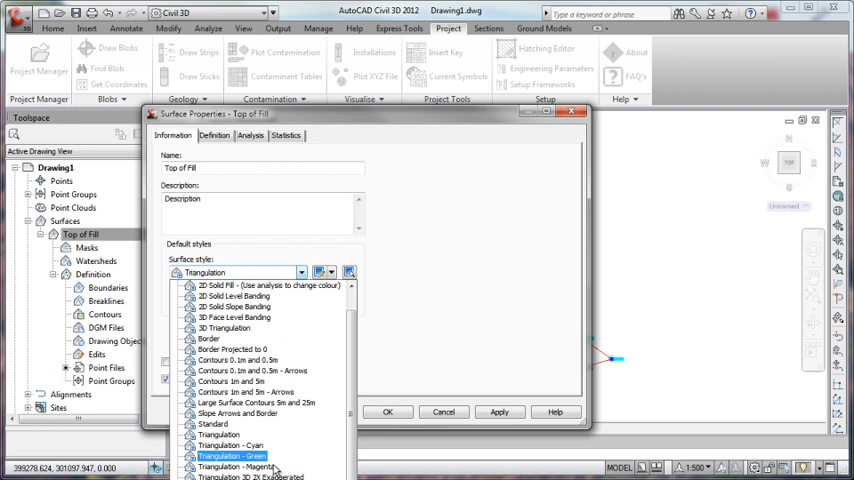 Civil 3D
AutoCAD Civil 3D 2012 Drawing1.dwg
Type a keyword or phrase
Home Insert Annotate Modify Analyze View Output Manage Help Express Tools Project Sections Ground Models
Project Manager
Draw Blobs
Find Blob
Get Coordinates
Draw Strips
Draw Sticks
Plot Contamination
Contaminant Tables
Installations
Plot XYZ File
Insert Key
Current Symbols
Hatching Editor
Engineering Parameters
Setup Frameworks
About
FAQ's
Project Manager Blobs Geology Contamination Visualise Setup Help
Toolspace
Active Drawing View
Drawing1
Points
Point Groups
Point Clouds
Surfaces
Top of Fill
Masks
Watersheds
Definition
Boundaries
Breaklines
Contours
DGM Files
Drawing Objec
Edits
Point Files
Point Groups
Alignments
Sites
Surface Properties - Top of Fill
Information Definition Analysis Statistics
Name:
Top of Fill
Description:
Description
Default styles
Surface style:
Triangulation
2D Solid Fill - (Use analysis to change colour)
2D Solid Level Banding
2D Solid Slope Banding
3D Face Level Banding
3D Triangulation
Border
Border Projected to 0
Contours 0.1m and 0.5m
Contours 0.1m and 0.5m - Arrows
Contours 1m and 5m
Contours 1m and 5m - Arrows
Large Surface Contours 5m and 25m
Slope Arrows and Border
Standard
Triangulation
Triangulation - Cyan
Triangulation - Green
Triangulation - Magenta
Triangulation 3D 2X Exaggerated
OK Cancel Apply Help
N
W TOP
S
Unnamed
399278.624, 301097.947, 0.000
MODEL
1:500